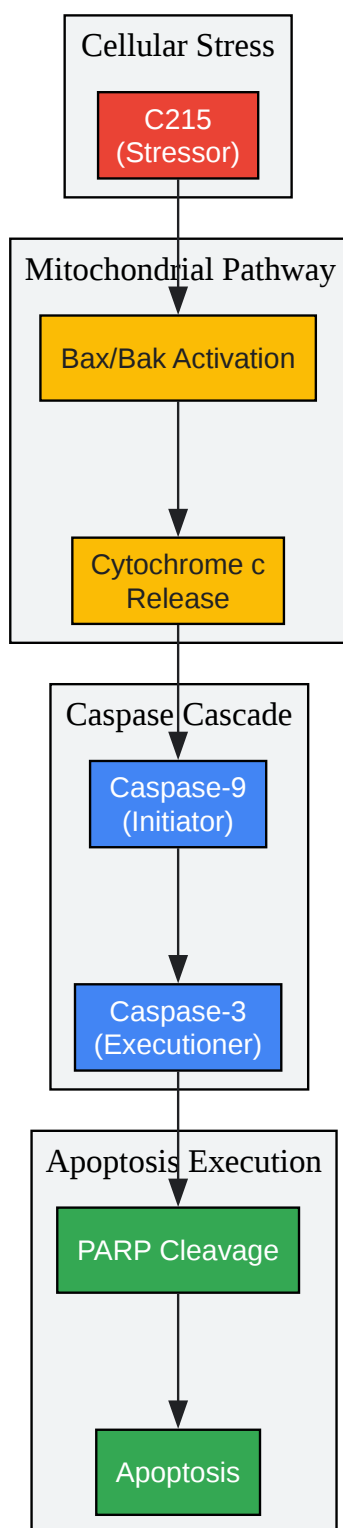 Cellular Stress
C215
(Stressor)
Mitochondrial Pathway
Bax/Bak Activation
Cytochrome c
Release
Caspase Cascade
Caspase-9
(Initiator)
Caspase-3
(Executioner)
Apoptosis Execution
PARP Cleavage
Apoptosis